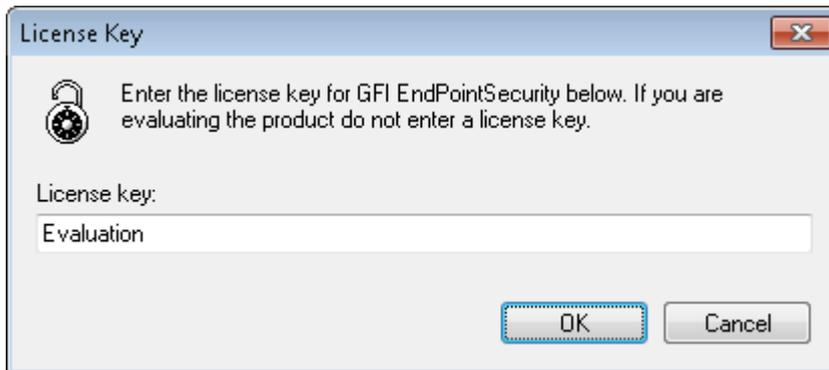 License Key
Enter the license key for GFI EndPointSecurity below. If you are
evaluating the product do not enter a license key.
License key:
Evaluation
OK Cancel